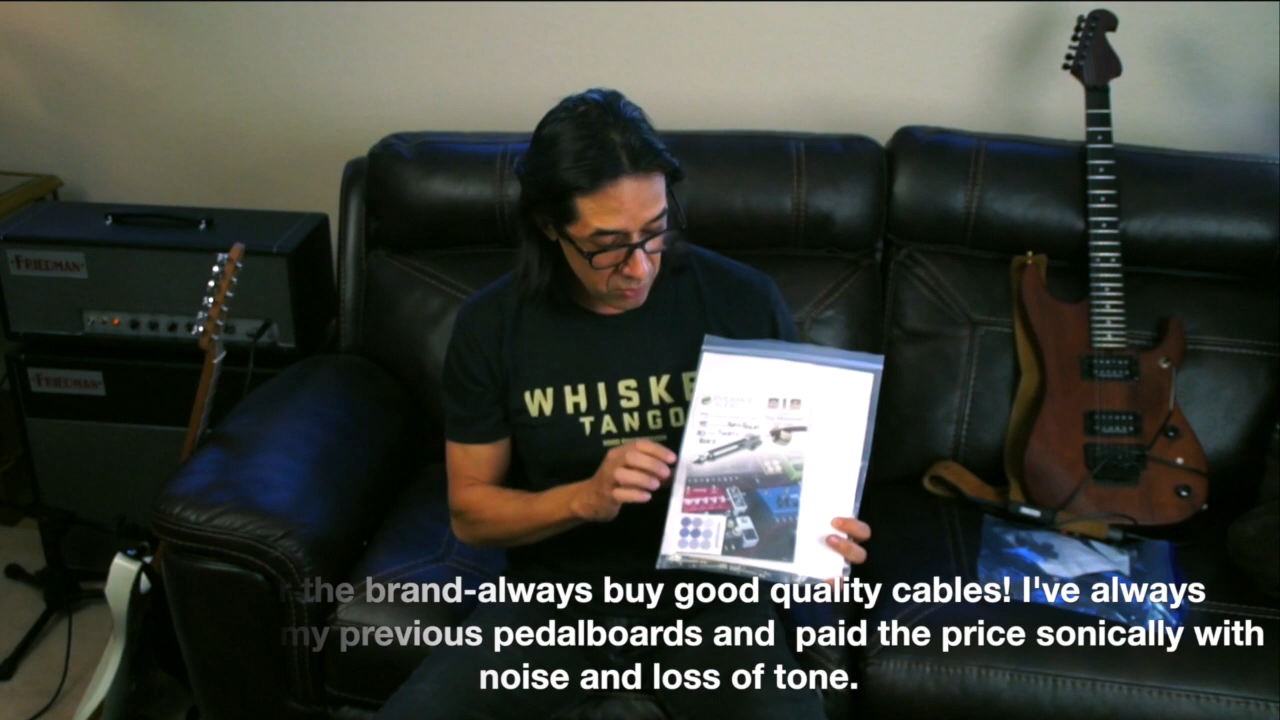 FRIEDMAN
FRIEDMAN
WHISKE
TANGO
r the brand-always buy good quality cables! I've always
my previous pedalboards and  paid the price sonically with
noise and loss of tone.